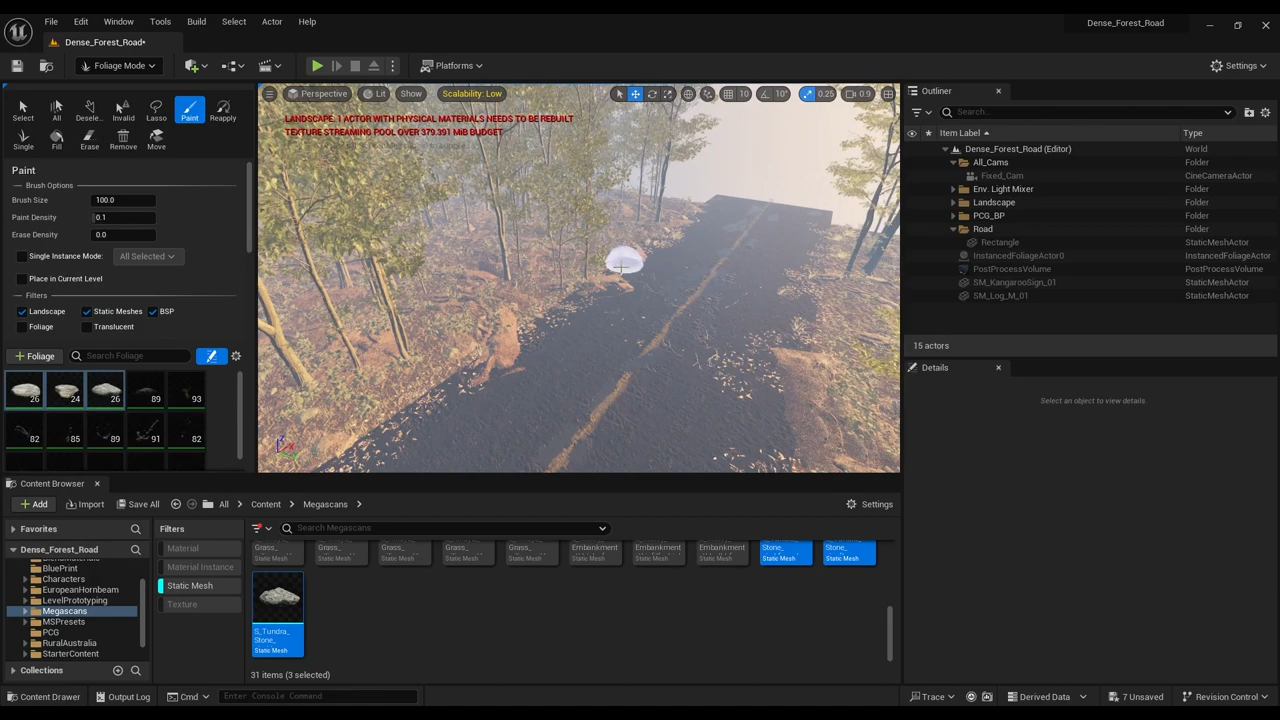 File Edit Window Tools Build Select Actor Help
Dense_Forest_Road
Dense_Forest_Road•
Foliage Mode
Platforms
Settings
Select All Desele... Invalid Lasso Paint Reapply
Single Fill Erase Remove Move
Paint
Brush Options
Brush Size 100.0
Paint Density 0.1
Erase Density 0.0
Single Instance Mode: All Selected
Place in Current Level
Filters
Landscape Static Meshes BSP
Foliage Translucent
+ Foliage Search Foliage
26 24 26 89 93
82 85 89 91 82
Perspective Lit Show Scalability: Low
10 10° 0.25 0.9
LANDSCAPE: 1 ACTOR WITH PHYSICAL MATERIALS NEEDS TO BE REBUILT
TEXTURE STREAMING POOL OVER 379.391 MiB BUDGET
Outliner
Search...
Item Label Type
Dense_Forest_Road (Editor) World
All_Cams Folder
Fixed_Cam CineCameraActor
Env. Light Mixer Folder
Landscape Folder
PCG_BP Folder
Road Folder
Rectangle StaticMeshActor
InstancedFoliageActor0 InstancedFoliageActor
PostProcessVolume PostProcessVolume
SM_KangarooSign_01 StaticMeshActor
SM_Log_M_01 StaticMeshActor
15 actors
Details
Select an object to view details.
Content Browser
Add Import Save All All Content Megascans Settings
Favorites
Dense_Forest_Road
BluePrint
Characters
EuropeanHornbeam
LevelPrototyping
Megascans
MSPresets
PCG
RuralAustralia
StarterContent
Collections
Filters
Material
Material Instance
Static Mesh
Texture
Search Megascans
Grass_ Grass_ Grass_ Grass_ Grass_ Embankment Embankment Embankment Stone_ Stone_
Static Mesh Static Mesh Static Mesh Static Mesh Static Mesh Static Mesh Static Mesh Static Mesh Static Mesh Static Mesh
S_Tundra_
Stone_
Static Mesh
31 items (3 selected)
Content Drawer Output Log Cmd Enter Console Command Trace Derived Data 7 Unsaved Revision Control